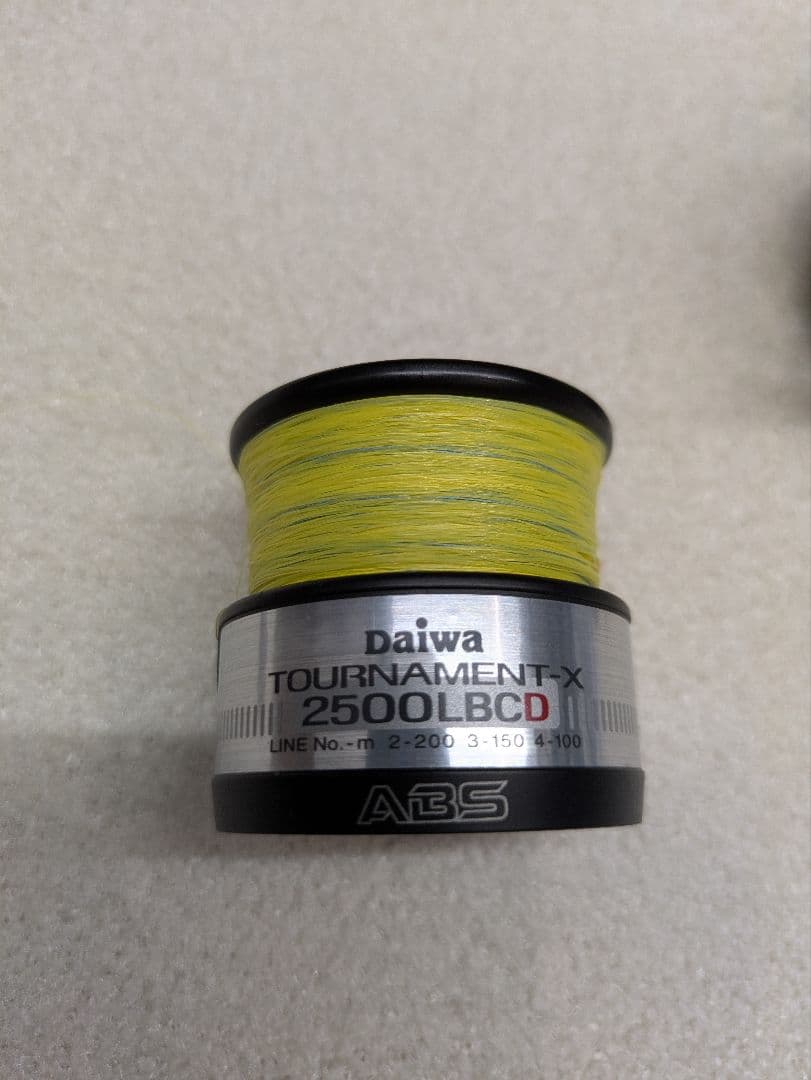 Daiwa
TOURNAMENT-X
2500LBCD
LINE No.-m 2-200 3-150 4-100
ABS